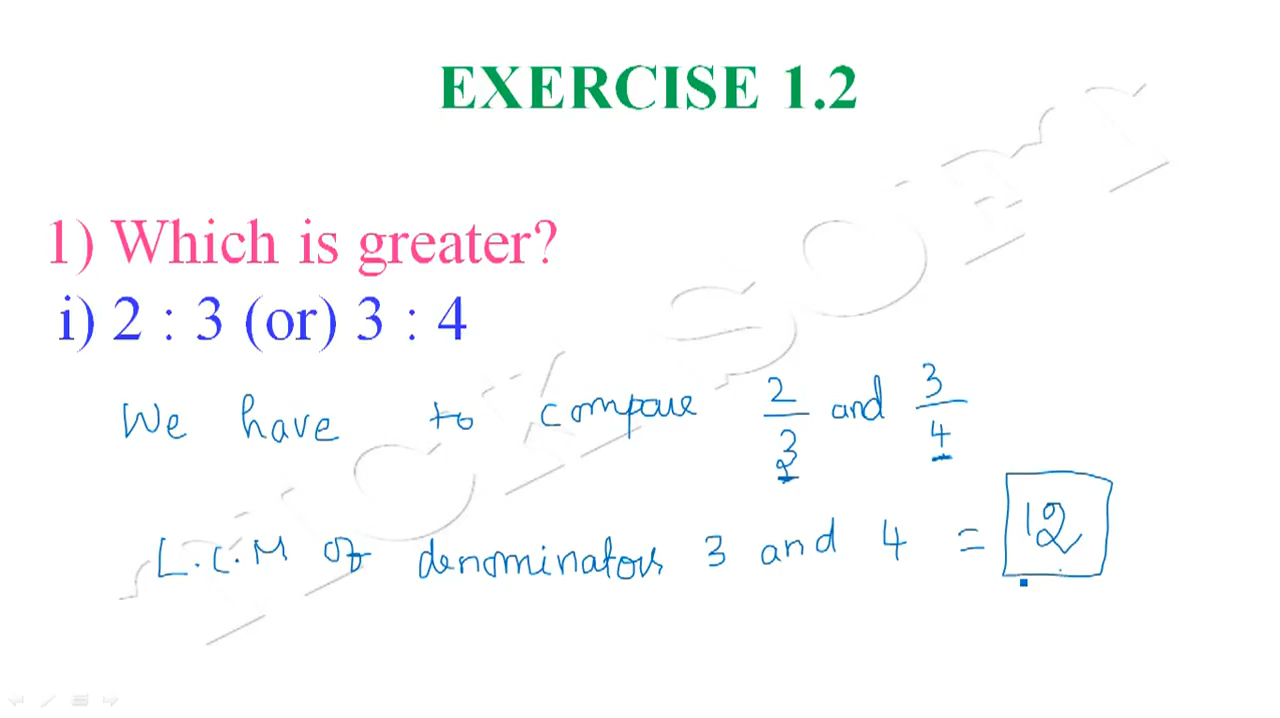 EXERCISE 1.2
1) Which is greater?
i) 2 : 3 (or) 3 : 4
We have to compare 2/3 and 3/4
L.C.M of denominators 3 and 4 = 12